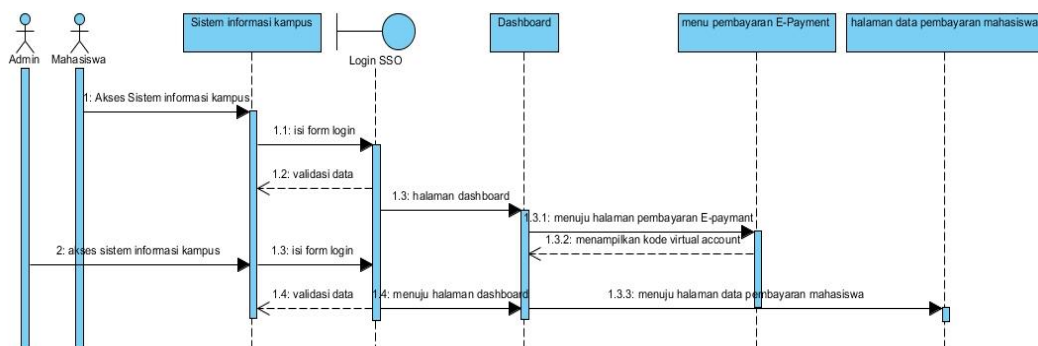 Sistem informasi kampus
Dashboard
menu pembayaran E-Payment
halaman data pembayaran mahasiswa
Admin
Mahasiswa
Login SSO
1: Akses Sistem informasi kampus
1.1: isi form login
1.2: validasi data
1.3: halaman dashboard
1.3.1: menuju halaman pembayaran E-paymant
1.3.2: menampilkan kode virtual account
2: akses sistem informasi kampus
1.3: isi form login
1.4: validasi data
1.4: menuju halaman dashboard
1.3.3: menuju halaman data pembayaran mahasiswa